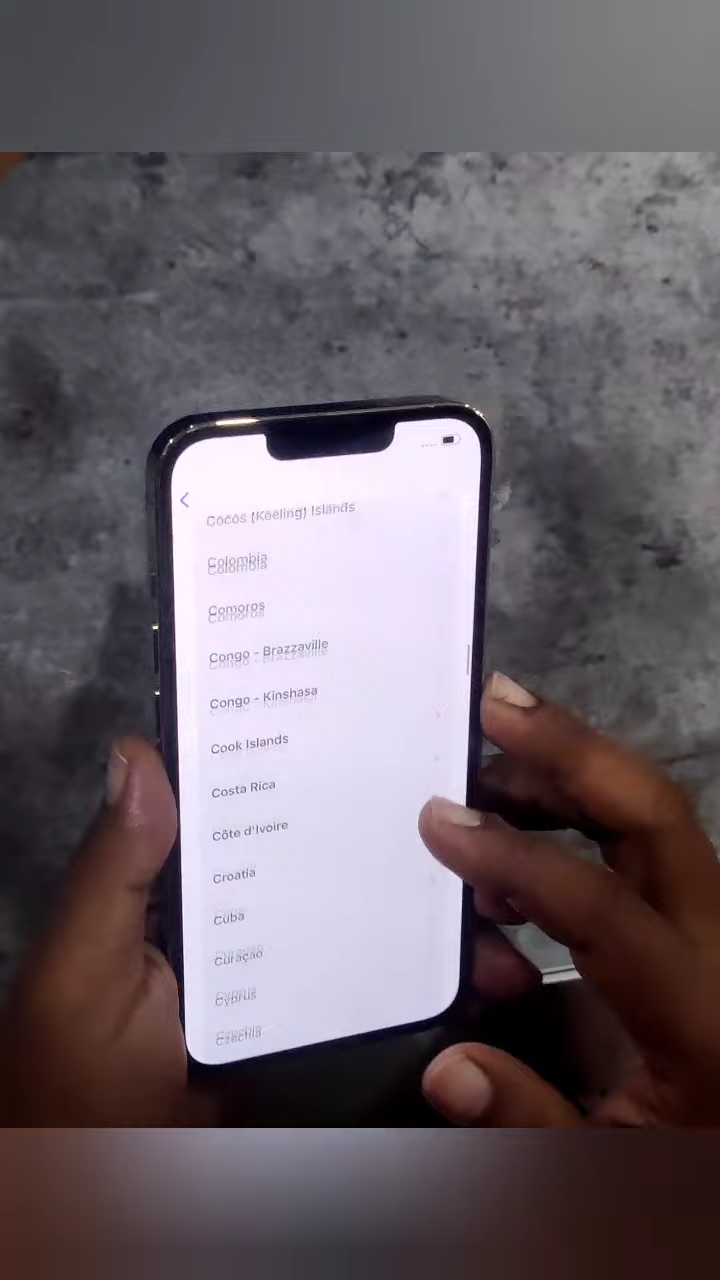 Cocos (Keeling) Islands
Colombia
Comoros
Congo - Brazzaville
Congo - Kinshasa
Cook Islands
Costa Rica
Côte d'Ivoire
Croatia
Cuba
Curaçao
Cyprus
Czechia